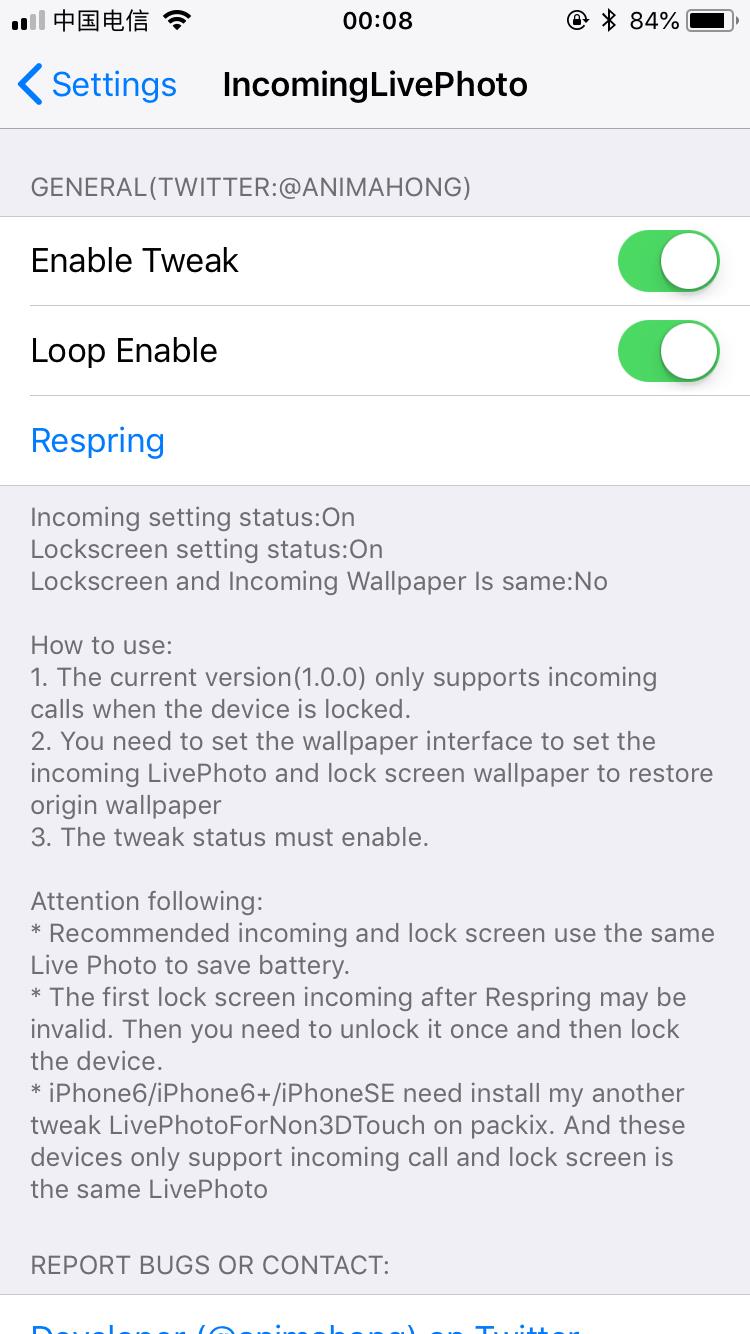 中国电信 00:08 84%
Settings IncomingLivePhoto
GENERAL(TWITTER:@ANIMAHONG)
Enable Tweak
Loop Enable
Respring
Incoming setting status:On
Lockscreen setting status:On
Lockscreen and Incoming Wallpaper Is same:No
How to use:
1. The current version(1.0.0) only supports incoming
calls when the device is locked.
2. You need to set the wallpaper interface to set the
incoming LivePhoto and lock screen wallpaper to restore
origin wallpaper
3. The tweak status must enable.
Attention following:
* Recommended incoming and lock screen use the same
Live Photo to save battery.
* The first lock screen incoming after Respring may be
invalid. Then you need to unlock it once and then lock
the device.
* iPhone6/iPhone6+/iPhoneSE need install my another
tweak LivePhotoForNon3DTouch on packix. And these
devices only support incoming call and lock screen is
the same LivePhoto
REPORT BUGS OR CONTACT:
Developer (@animahong) on Twitter